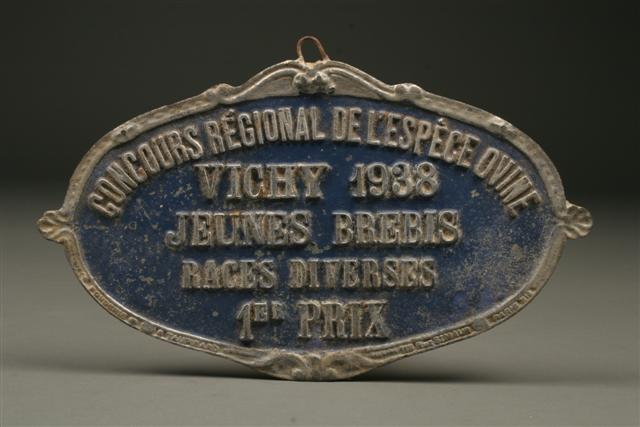 CONCOURS RÉGIONAL DE L'ESPÈCE OVINE
VICHY 1938
JEUNES BREBIS
RACES DIVERSES
1ER PRIX